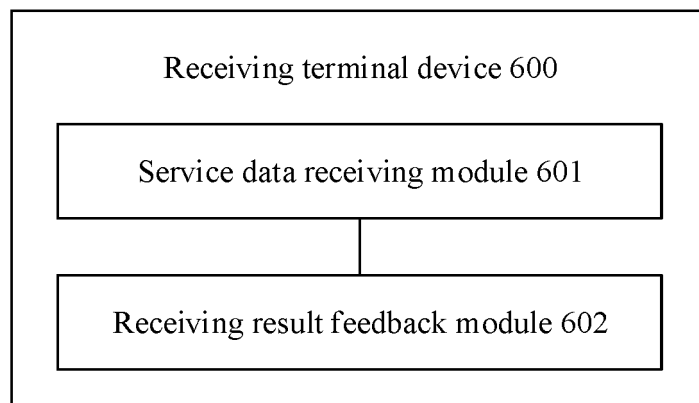 Receiving terminal device 600
Service data receiving module 601
Receiving result feedback module 602